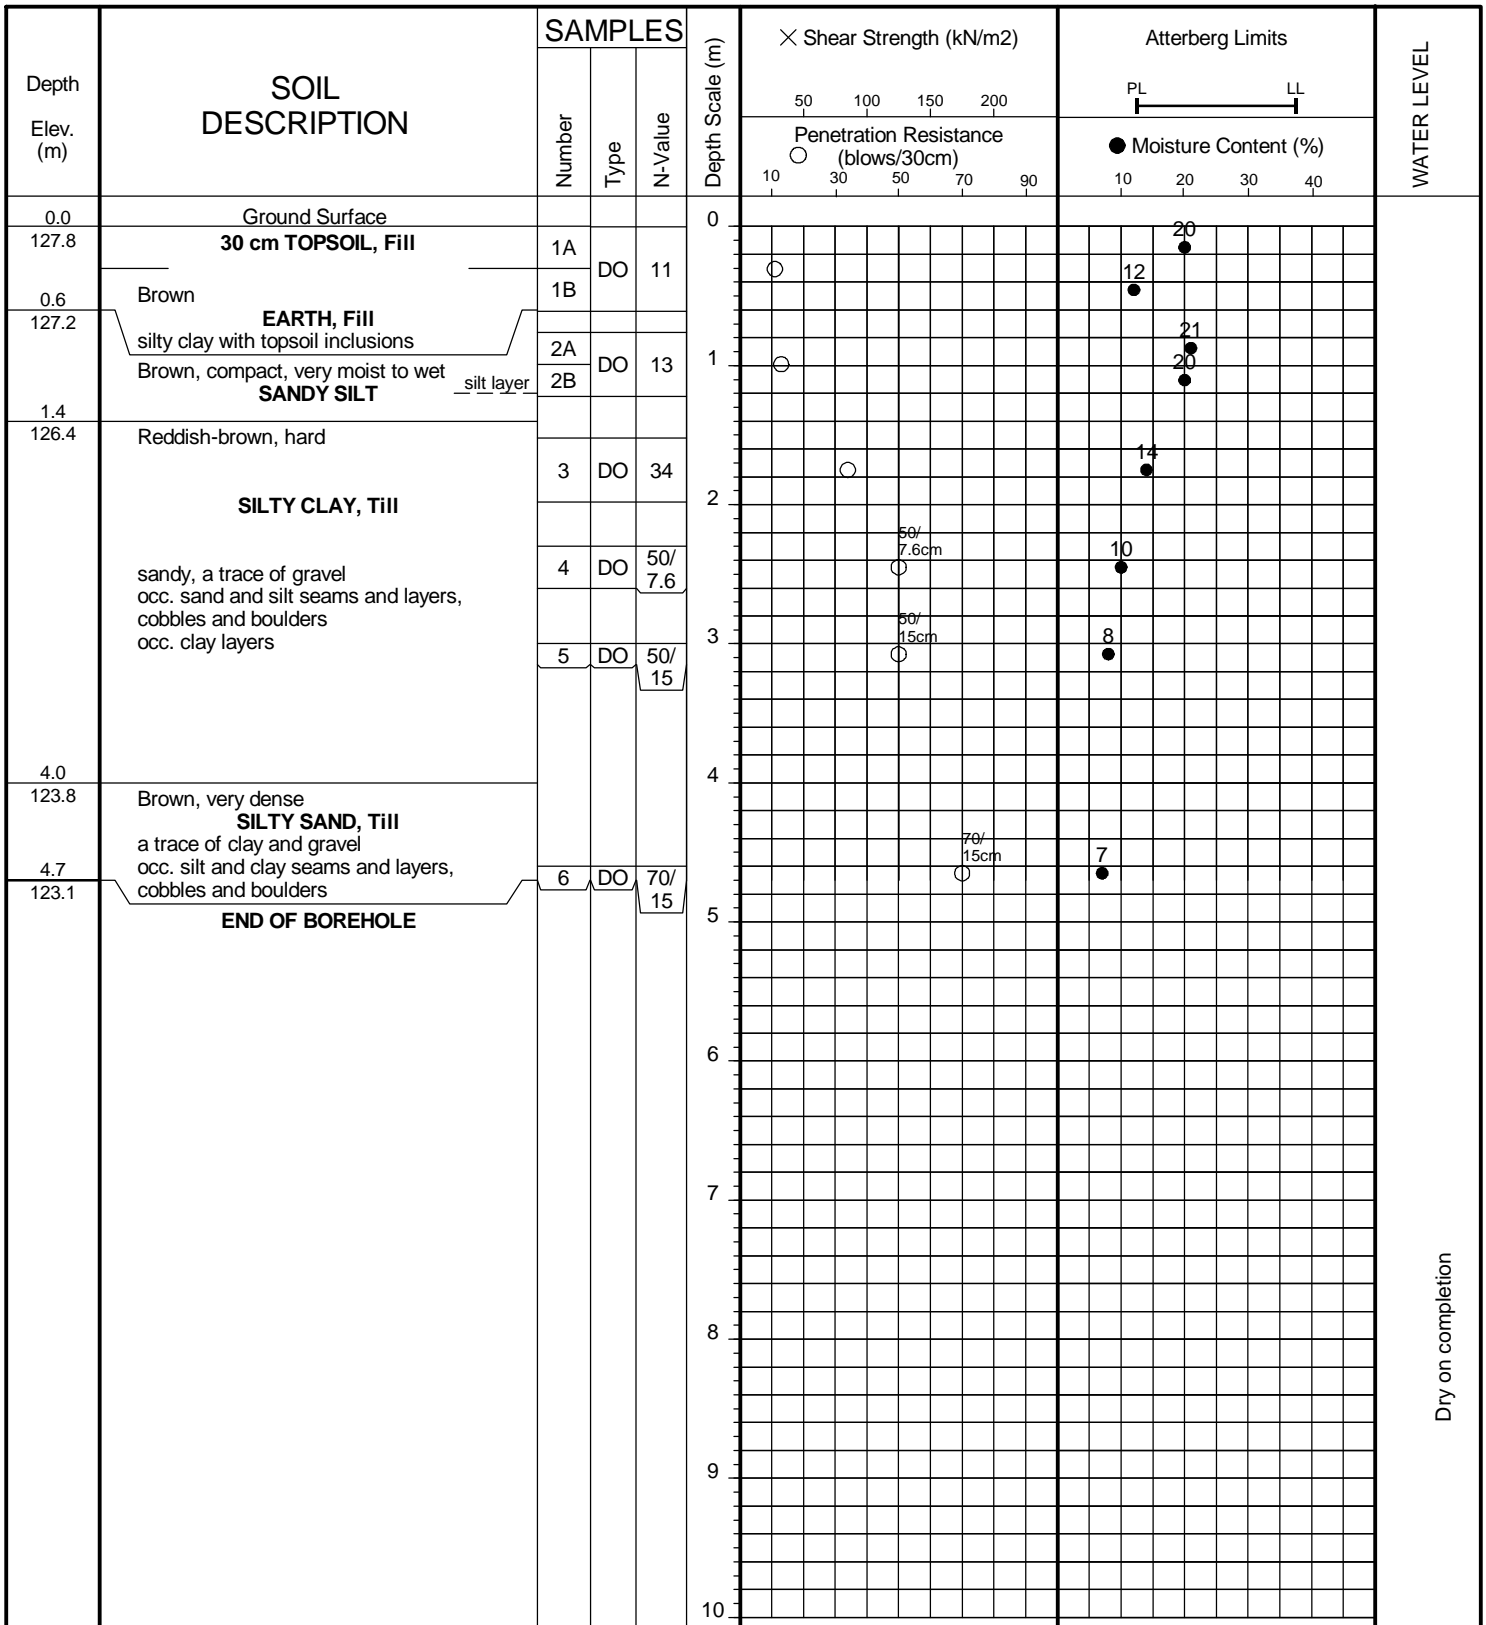 Depth
Elev.
(m)
SOIL
DESCRIPTION
SAMPLES
Number
Type
N-Value
Depth Scale (m)
Shear Strength (kN/m2)
50 100 150 200
Penetration Resistance
(blows/30cm)
10 30 50 70 90
Atterberg Limits
PL LL
Moisture Content (%)
10 20 30 40
WATER LEVEL
0.0 Ground Surface 0
127.8 30 cm TOPSOIL, Fill 1A 20
DO 11
12
0.6 Brown 1B
127.2 EARTH, Fill
silty clay with topsoil inclusions 2A 21
DO 13 1
Brown, compact, very moist to wet 20
silt layer 2B
SANDY SILT
1.4
126.4 Reddish-brown, hard
3 DO 34 14
SILTY CLAY, Till 2
50/
7.6cm
4 DO 50/
7.6
10
sandy, a trace of gravel
occ. sand and silt seams and layers,
cobbles and boulders
occ. clay layers
50/
15cm
3 8
5 DO 50/
15
4.0 4
123.8 Brown, very dense
SILTY SAND, Till
a trace of clay and gravel
70/
15cm
7
4.7 occ. silt and clay seams and layers,
123.1 cobbles and boulders
6 DO 70/
15
END OF BOREHOLE 5
6
7
8
9
10
Dry on completion